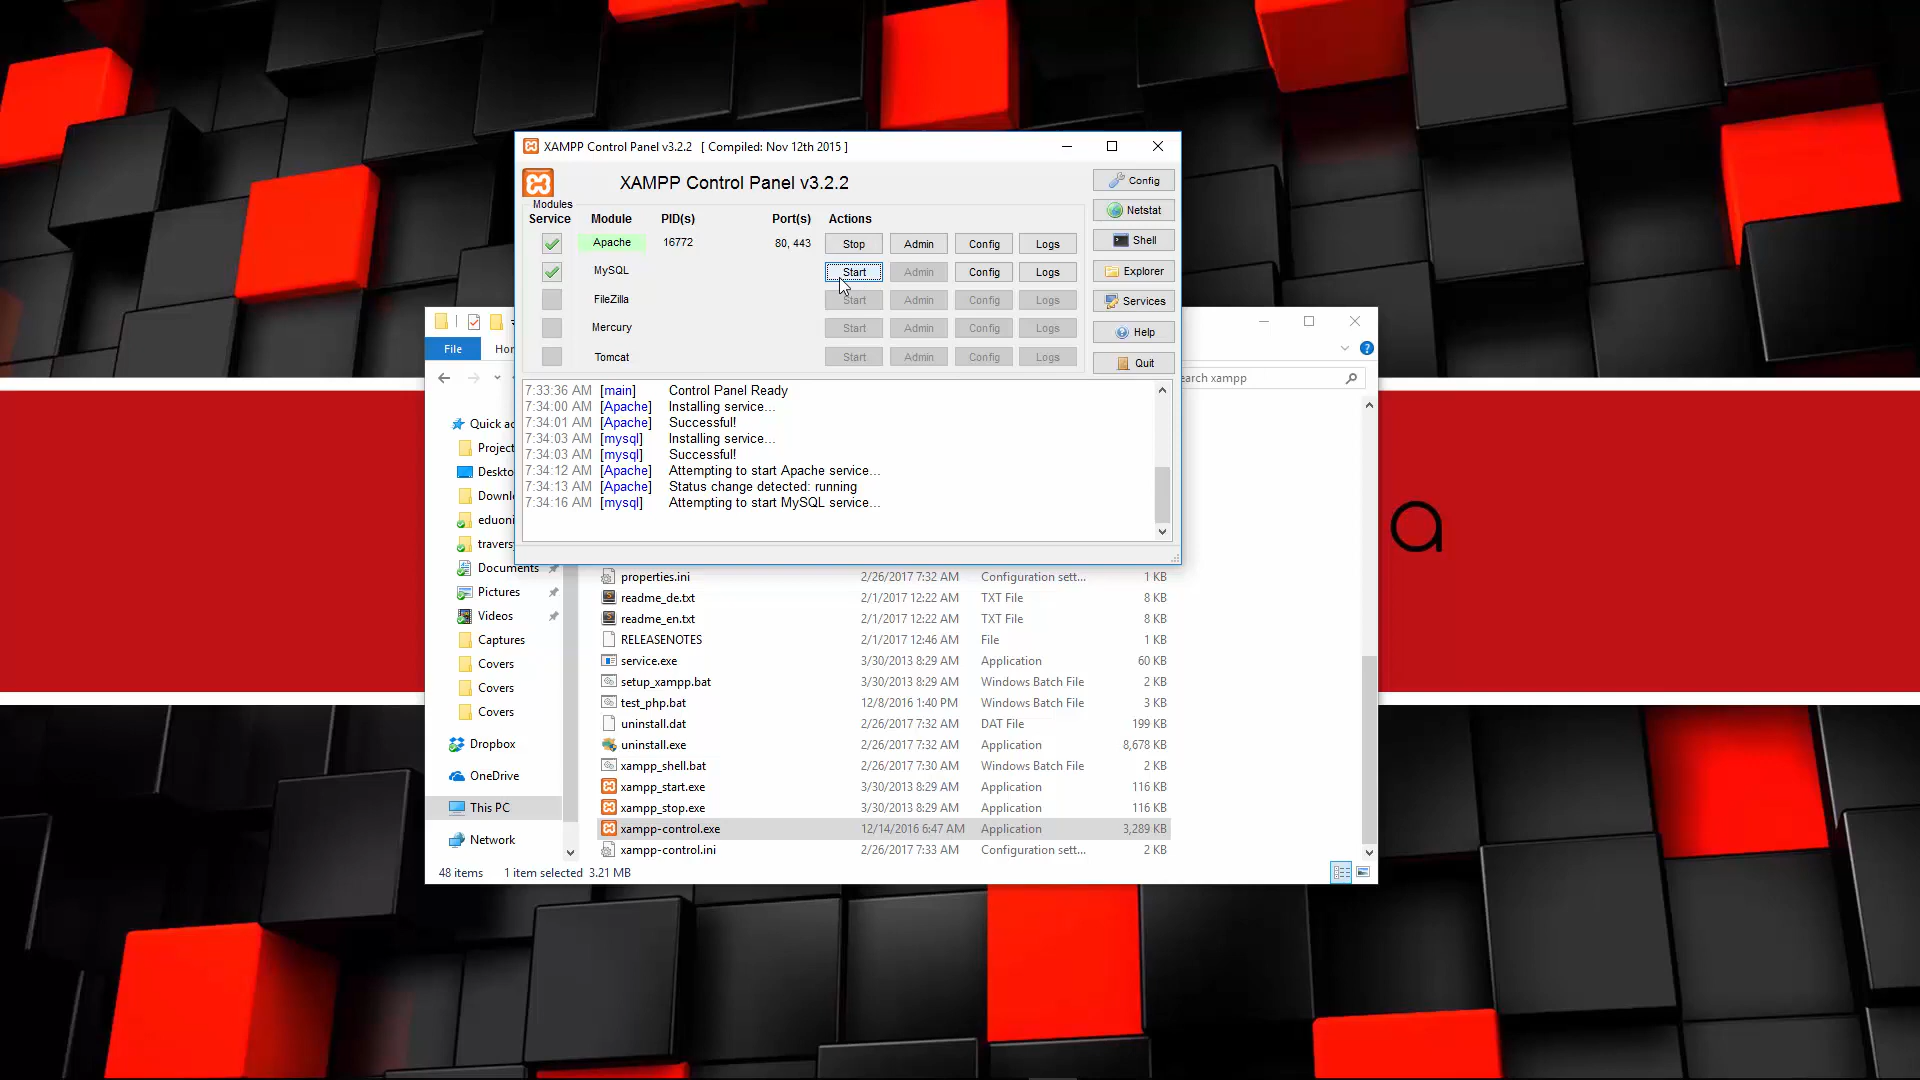 XAMPP Control Panel v3.2.2 [ Compiled: Nov 12th 2015 ]
XAMPP Control Panel v3.2.2
Modules
Service Module PID(s) Port(s) Actions
Apache 16772 80, 443 Stop Admin Config Logs
MySQL Start Admin Config Logs
FileZilla Start Admin Config Logs
Mercury Start Admin Config Logs
Tomcat Start Admin Config Logs
Config
Netstat
Shell
Explorer
Services
Help
Quit
7:33:36 AM [main] Control Panel Ready
7:34:00 AM [Apache] Installing service...
7:34:01 AM [Apache] Successful!
7:34:03 AM [mysql] Installing service...
7:34:03 AM [mysql] Successful!
7:34:12 AM [Apache] Attempting to start Apache service...
7:34:13 AM [Apache] Status change detected: running
7:34:16 AM [mysql] Attempting to start MySQL service...
File Hor
earch xampp
Quick ac
Project
Deskto
Downl
eduoni
travers
Documents
Pictures
Videos
Captures
Covers
Covers
Covers
Dropbox
OneDrive
This PC
Network
properties.ini 2/26/2017 7:32 AM Configuration sett... 1 KB
readme_de.txt 2/1/2017 12:22 AM TXT File 8 KB
readme_en.txt 2/1/2017 12:22 AM TXT File 8 KB
RELEASENOTES 2/1/2017 12:46 AM File 1 KB
service.exe 3/30/2013 8:29 AM Application 60 KB
setup_xampp.bat 3/30/2013 8:29 AM Windows Batch File 2 KB
test_php.bat 12/8/2016 1:40 PM Windows Batch File 3 KB
uninstall.dat 2/26/2017 7:32 AM DAT File 199 KB
uninstall.exe 2/26/2017 7:32 AM Application 8,678 KB
xampp_shell.bat 2/26/2017 7:30 AM Windows Batch File 2 KB
xampp_start.exe 3/30/2013 8:29 AM Application 116 KB
xampp_stop.exe 3/30/2013 8:29 AM Application 116 KB
xampp-control.exe 12/14/2016 6:47 AM Application 3,289 KB
xampp-control.ini 2/26/2017 7:33 AM Configuration sett... 2 KB
48 items 1 item selected 3.21 MB
a